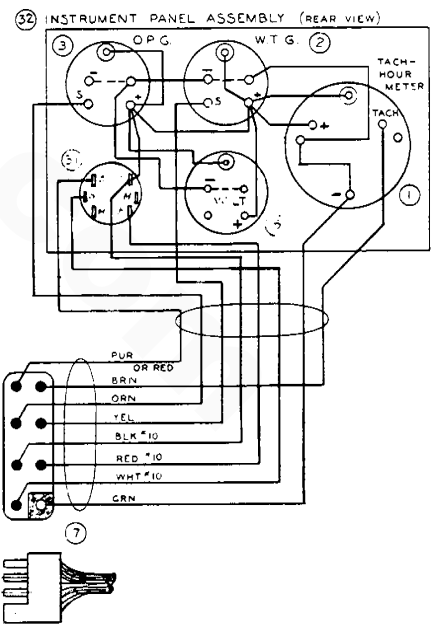 32 INSTRUMENT PANEL ASSEMBLY (REAR VIEW)
3 O.P.G. W.T.G. 2
TACH-
HOUR
METER
- - S + S +
+ TACH
31
- 1
VOLT
+
PUR
OR RED
BRN
ORN
YEL
BLK #10
RED #10
WHT #10
GRN
7